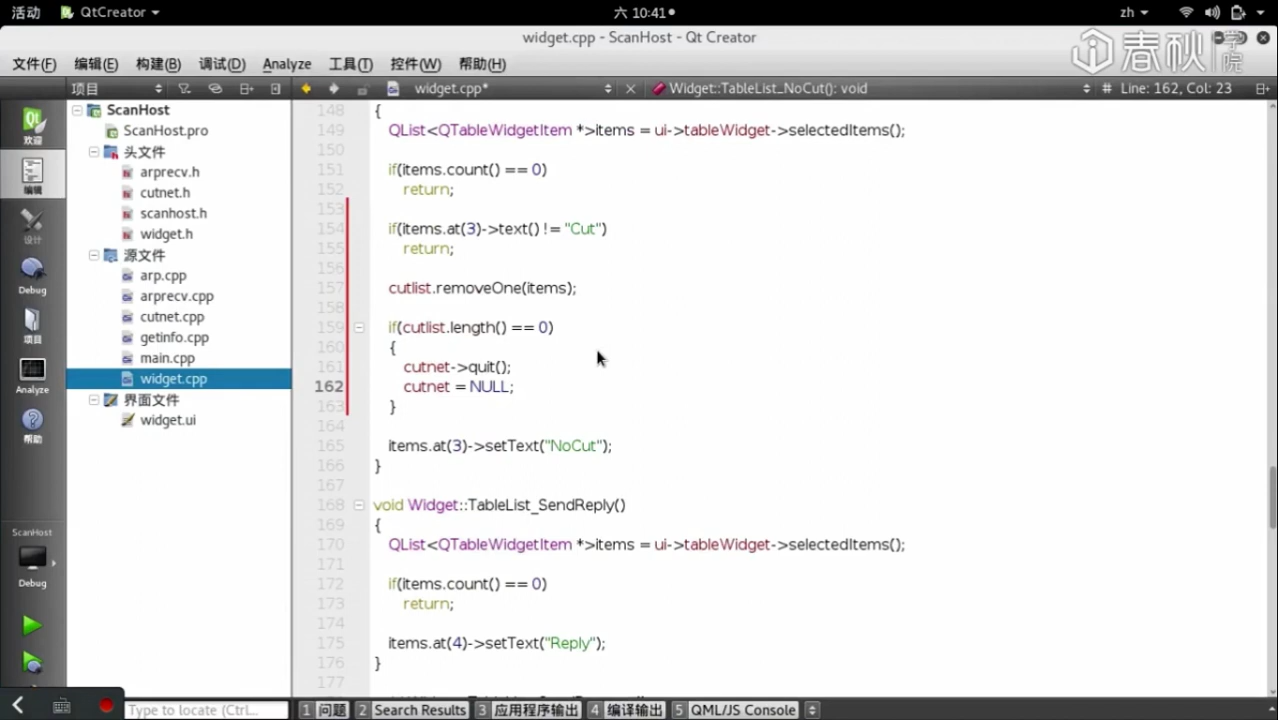 活动 QtCreator 六 10:41 zh
widget.cpp - ScanHost - Qt Creator
春秋学院
文件(F) 编辑(E) 构建(B) 调试(D) Analyze 工具(T) 控件(W) 帮助(H)
项目 widget.cpp* Widget::TableList_NoCut(): void # Line: 162, Col: 23
欢迎
编辑
设计
Debug
项目
Analyze
帮助
ScanHost
Debug
ScanHost
ScanHost.pro
头文件
arprecv.h
cutnet.h
scanhost.h
widget.h
源文件
arp.cpp
arprecv.cpp
cutnet.cpp
getinfo.cpp
main.cpp
widget.cpp
界面文件
widget.ui
148 {
149 QList<QTableWidgetItem *>items = ui->tableWidget->selectedItems();
150
151 if(items.count() == 0)
152 return;
153
154 if(items.at(3)->text() != "Cut")
155 return;
156
157 cutlist.removeOne(items);
158
159 if(cutlist.length() == 0)
160 {
161 cutnet->quit();
162 cutnet = NULL;
163 }
164
165 items.at(3)->setText("NoCut");
166 }
167
168 void Widget::TableList_SendReply()
169 {
170 QList<QTableWidgetItem *>items = ui->tableWidget->selectedItems();
171
172 if(items.count() == 0)
173 return;
174
175 items.at(4)->setText("Reply");
176 }
177
Type to locate (Ctrl... 1 问题 2 Search Results 3 应用程序输出 4 编译输出 5 QML/JS Console